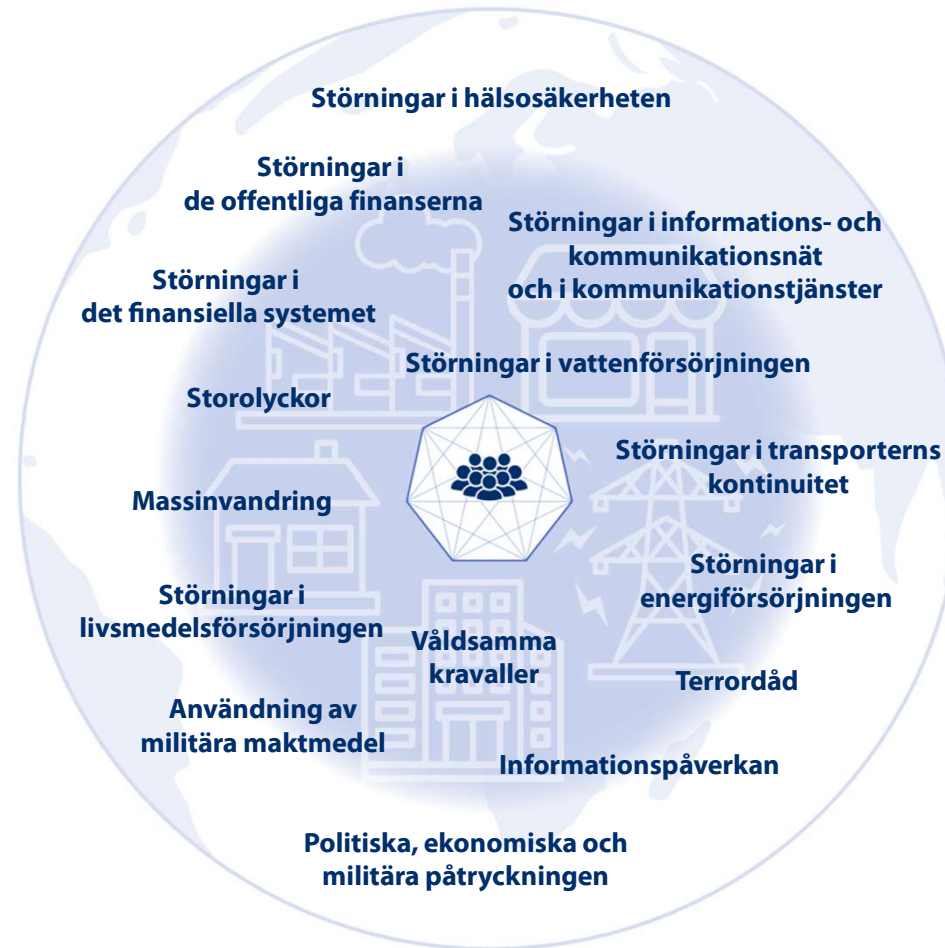 Störningar i hälsosäkerheten
Störningar i
de offentliga finanserna
Störningar i informations- och
kommunikationsnät
och i kommunikationstjänster
Störningar i
det finansiella systemet
Störningar i vattenförsörjningen
Storolyckor
Störningar i transporterns
kontinuitet
Massinvandring
Störningar i
energiförsörjningen
Störningar i
livsmedelsförsörjningen
Våldsamma
kravaller
Terrordåd
Användning av
militära maktmedel
Informationspåverkan
Politiska, ekonomiska och
militära påtryckningen